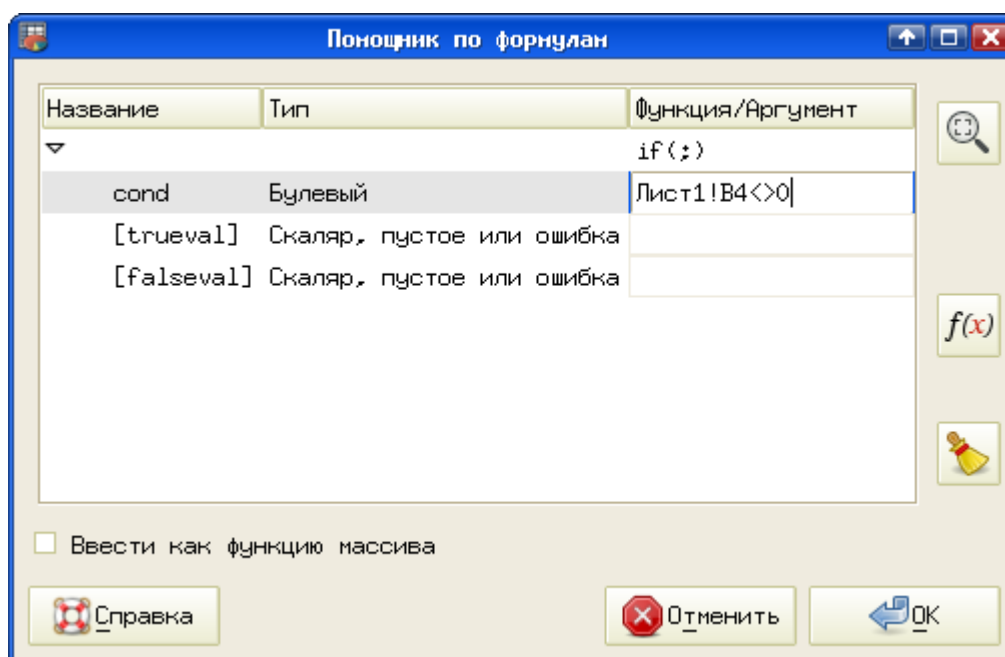 Помощник по формулам
Название Тип Функция/Аргумент
if(;)
cond Булевый Лист1!B4<>0
[trueval] Скаляр, пустое или ошибка
[falseval] Скаляр, пустое или ошибка
f(x)
Ввести как функцию массива
Справка Отменить OK